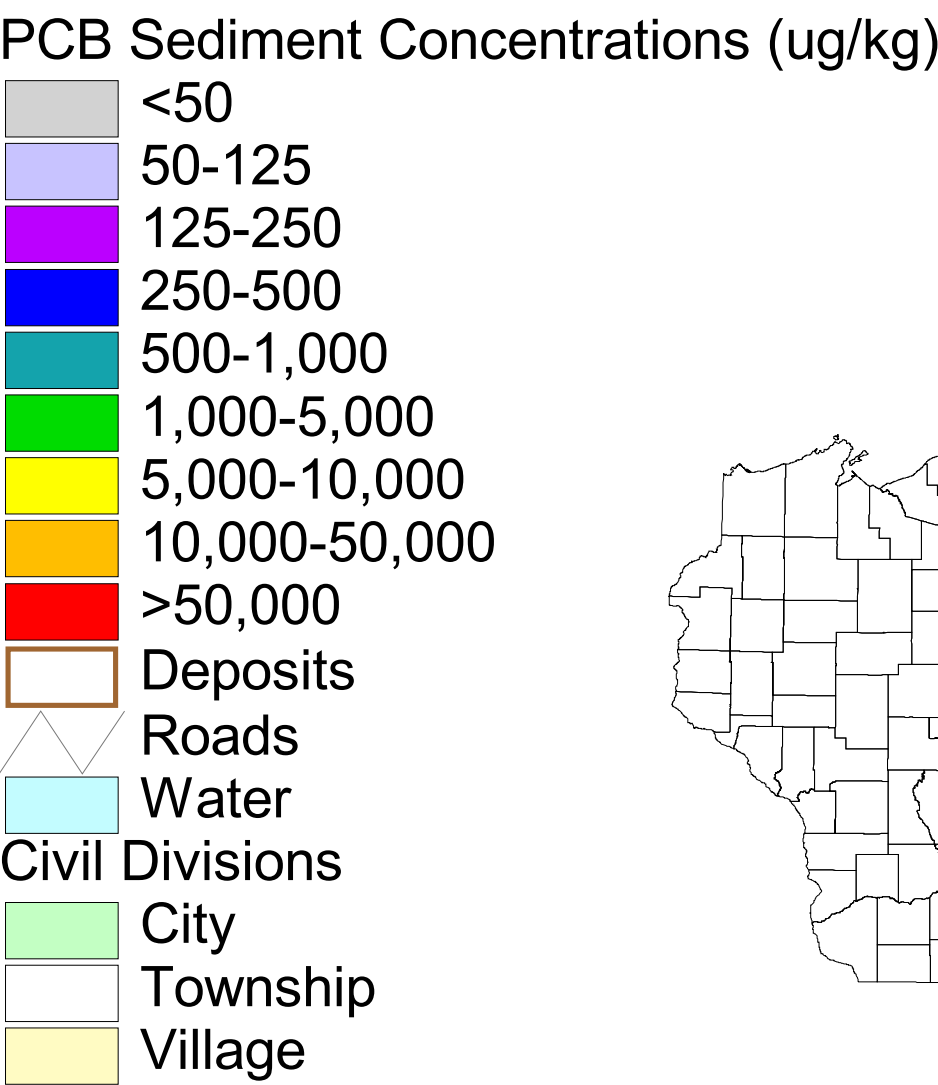 PCB Sediment Concentrations (ug/kg)
<50
50-125
125-250
250-500
500-1,000
1,000-5,000
5,000-10,000
10,000-50,000
>50,000
Deposits
Roads
Water
Civil Divisions
City
Township
Village